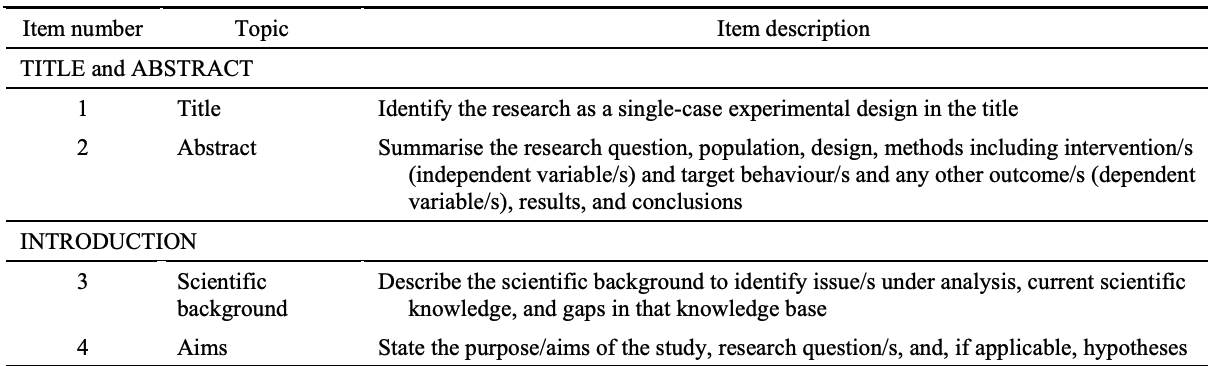 Item number Topic Item description
TITLE and ABSTRACT
1 Title Identify the research as a single-case experimental design in the title
2 Abstract Summarise the research question, population, design, methods including intervention/s
(independent variable/s) and target behaviour/s and any other outcome/s (dependent
variable/s), results, and conclusions
INTRODUCTION
3 Scientific Describe the scientific background to identify issue/s under analysis, current scientific
background knowledge, and gaps in that knowledge base
4 Aims State the purpose/aims of the study, research question/s, and, if applicable, hypotheses